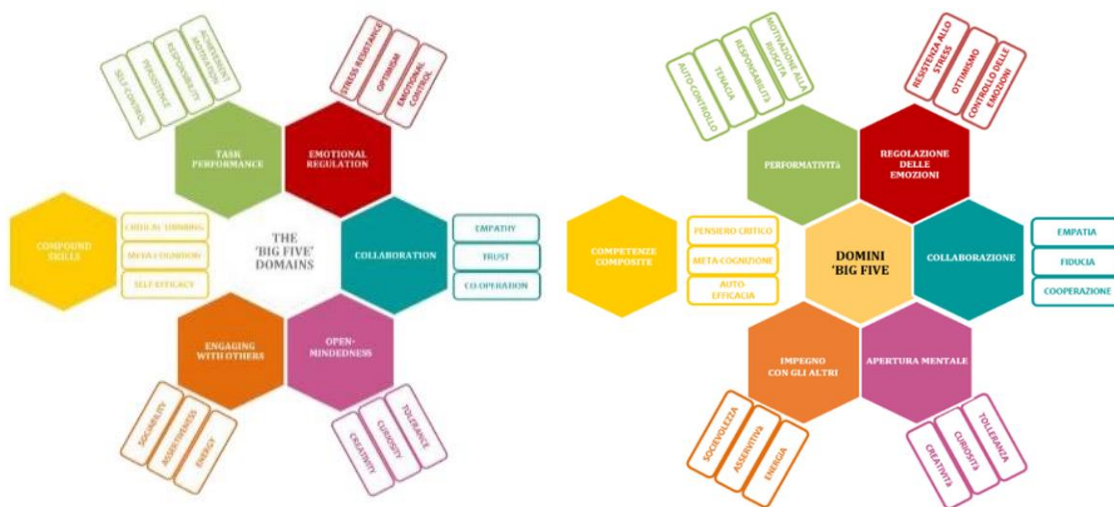 SELF-CONTROL
PERSISTENCE
RESPONSIBILITY
ACHIEVEMENT
MOTIVATION
STRESS RESISTANCE
OPTIMISM
EMOTIONAL
CONTROL
TASK
PERFORMANCE
EMOTIONAL
REGULATION
COMPOUND
SKILLS
CRITICAL THINKING
META-COGNITION
SELF-EFFICACY
THE
'BIG FIVE'
DOMAINS
COLLABORATION
EMPATHY
TRUST
CO-OPERATION
ENGAGING
WITH OTHERS
OPEN-
MINDEDNESS
SOCIABILITY
ASSERTIVENESS
ENERGY
CREATIVITY
CURIOSITY
TOLERANCE
AUTO-CONTROLLO
TENACIA
RESPONSABILITà
MOTIVAZIONE ALLA
RIUSCITA
RESISTENZA ALLO
STRESS
OTTIMISMO
CONTROLLO DELLE
EMOZIONI
PERFORMATIVITà
REGOLAZIONE
DELLE
EMOZIONI
COMPETENZE
COMPOSITE
PENSIERO CRITICO
META-COGNIZIONE
AUTO-
EFFICACIA
DOMINI
'BIG FIVE
COLLABORAZIONE
EMPATIA
FIDUCIA
COOPERAZIONE
IMPEGNO
CON GLI ALTRI
APERTURA MENTALE
SOCIEVOLEZZA
ASSERVITIVà
ENERGIA
CREATIVITà
CURIOSITà
TOLLERANZA